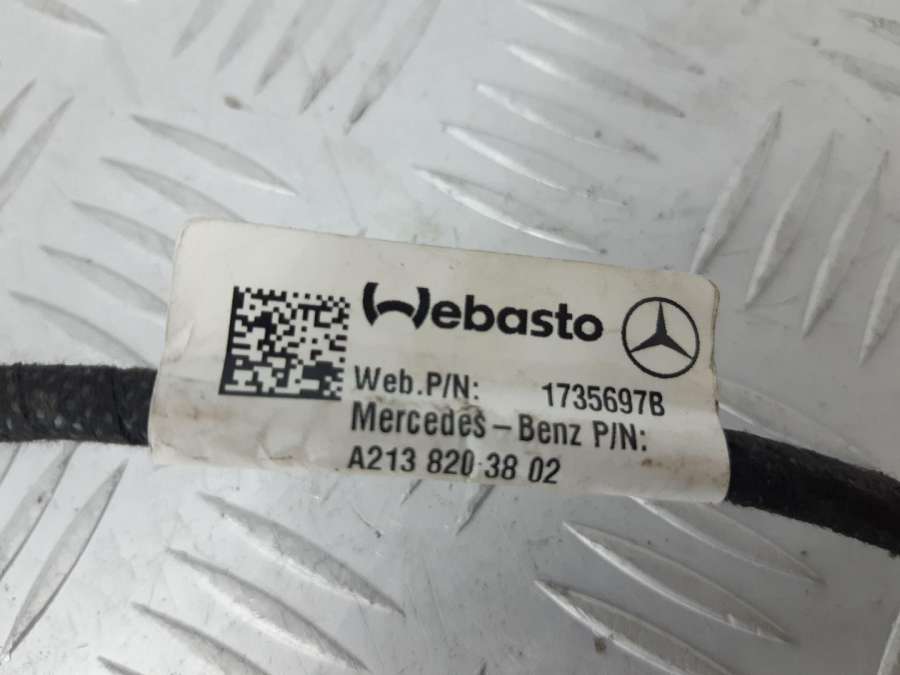 Webasto
Web.P/N: 1735697B
Mercedes-Benz P/N:
A213 820 38 02